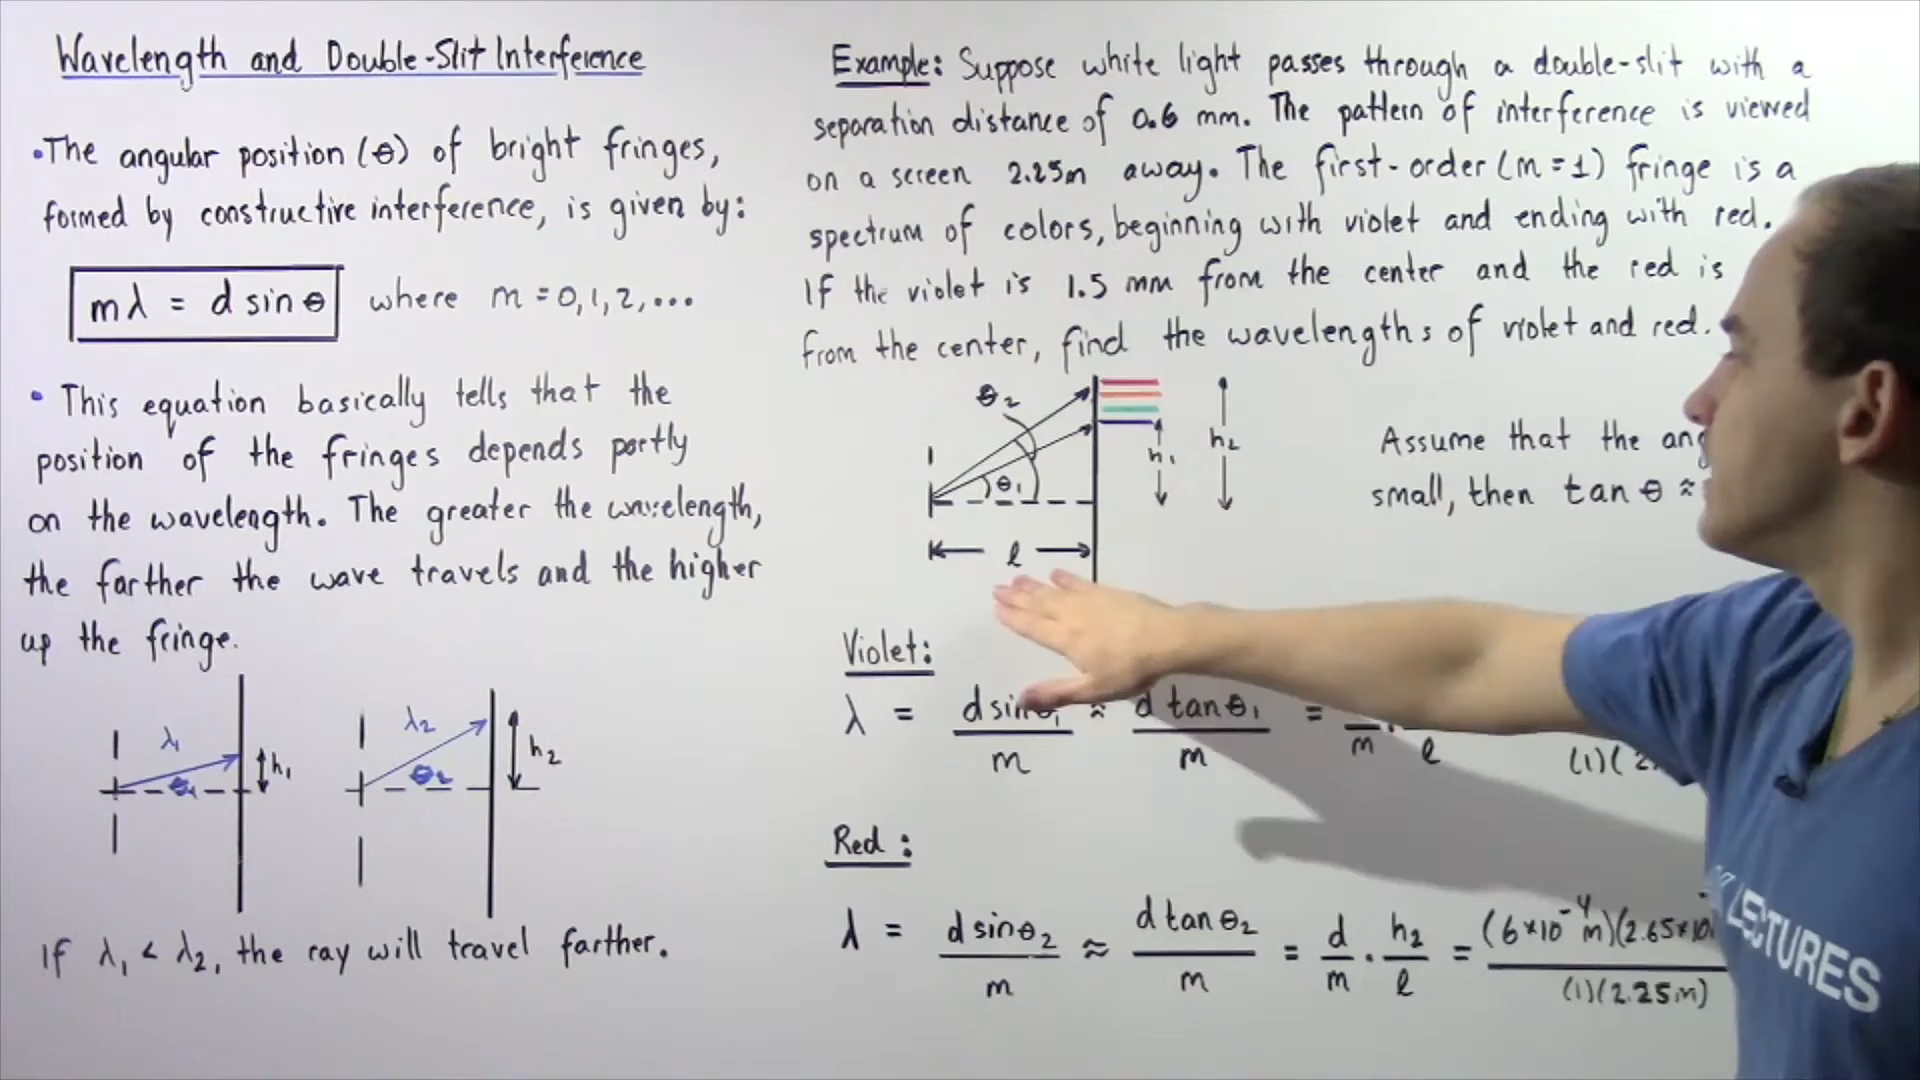 Wavelength and Double-Slit Interference
•The angular position (θ) of bright fringes,
formed by constructive interference, is given by:
mλ = d sinθ where m = 0,1,2,...
• This equation basically tells that the
position of the fringes depends partly
on the wavelength. The greater the wavelength,
the farther the wave travels and the higher
up the fringe.
λ₁ θ₁ h₁
λ₂ θ₂ h₂
If λ₁ < λ₂, the ray will travel farther.
Example: Suppose white light passes through a double-slit with a
separation distance of 0.6 mm. The pattern of interference is viewed
on a screen 2.25m away. The first-order (m=1) fringe is a
spectrum of colors, beginning with violet and ending with red.
If the violet is 1.5 mm from the center and the red is
from the center, find the wavelengths of violet and red.
θ₂
θ₁ h₁ h₂
l
Assume that the
small, then tan θ ≈
Violet:
λ = d sinθ₁ / m ≈ d tanθ₁ / m = / m · / l (1)(2
Red :
λ = d sinθ₂ / m ≈ d tanθ₂ / m = d/m · h₂/l = (6×10⁻⁴m)(2.65×10 / (1)(2.25m)
LECTURES